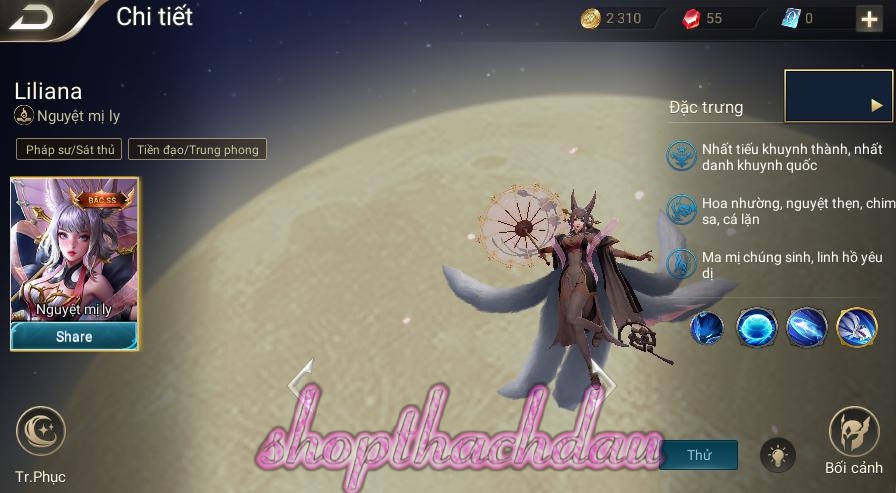 Chi tiết
2 310
55
0
Liliana
Nguyệt mị ly
Pháp sư/Sát thủ
Tiền đạo/Trung phong
BẬC SS
Nguyệt mị ly
Share
Đặc trưng
Nhất tiếu khuynh thành, nhất
danh khuynh quốc
Hoa nhường, nguyệt thẹn, chim
sa, cá lặn
Ma mị chúng sinh, linh hồ yêu
dị
shopthachdau
Thử
Tr.Phục
Bối cảnh